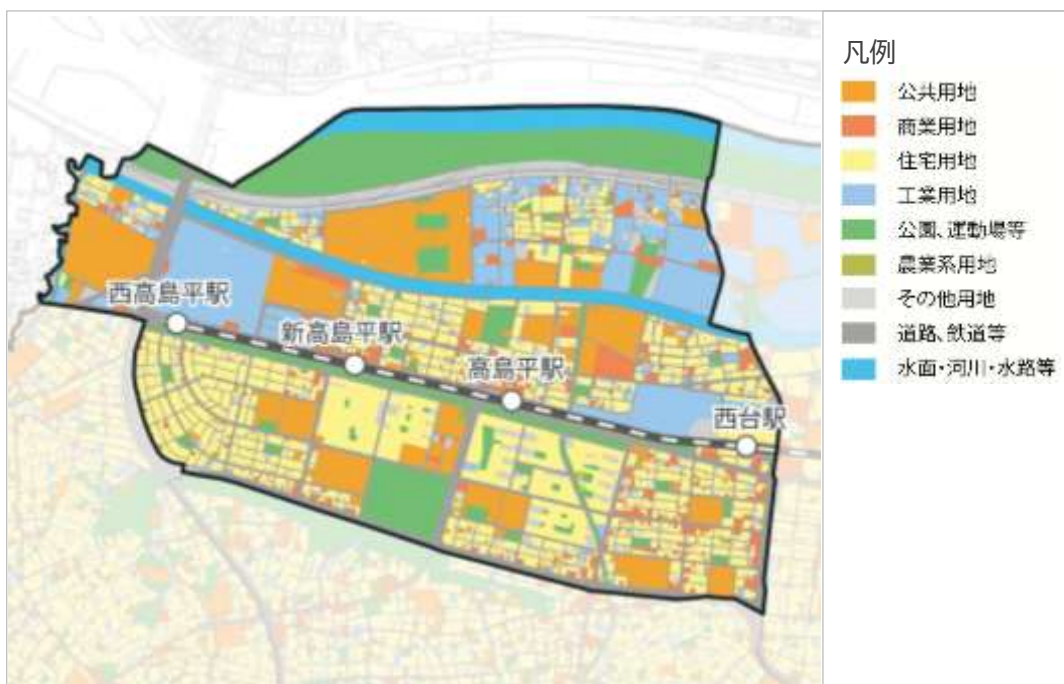 凡例
公共用地
商業用地
住宅用地
工業用地
公園、運動場等
農業系用地
その他用地
道路、鉄道等
水面・河川・水路等
西高島平駅
新高島平駅
高島平駅
西台駅